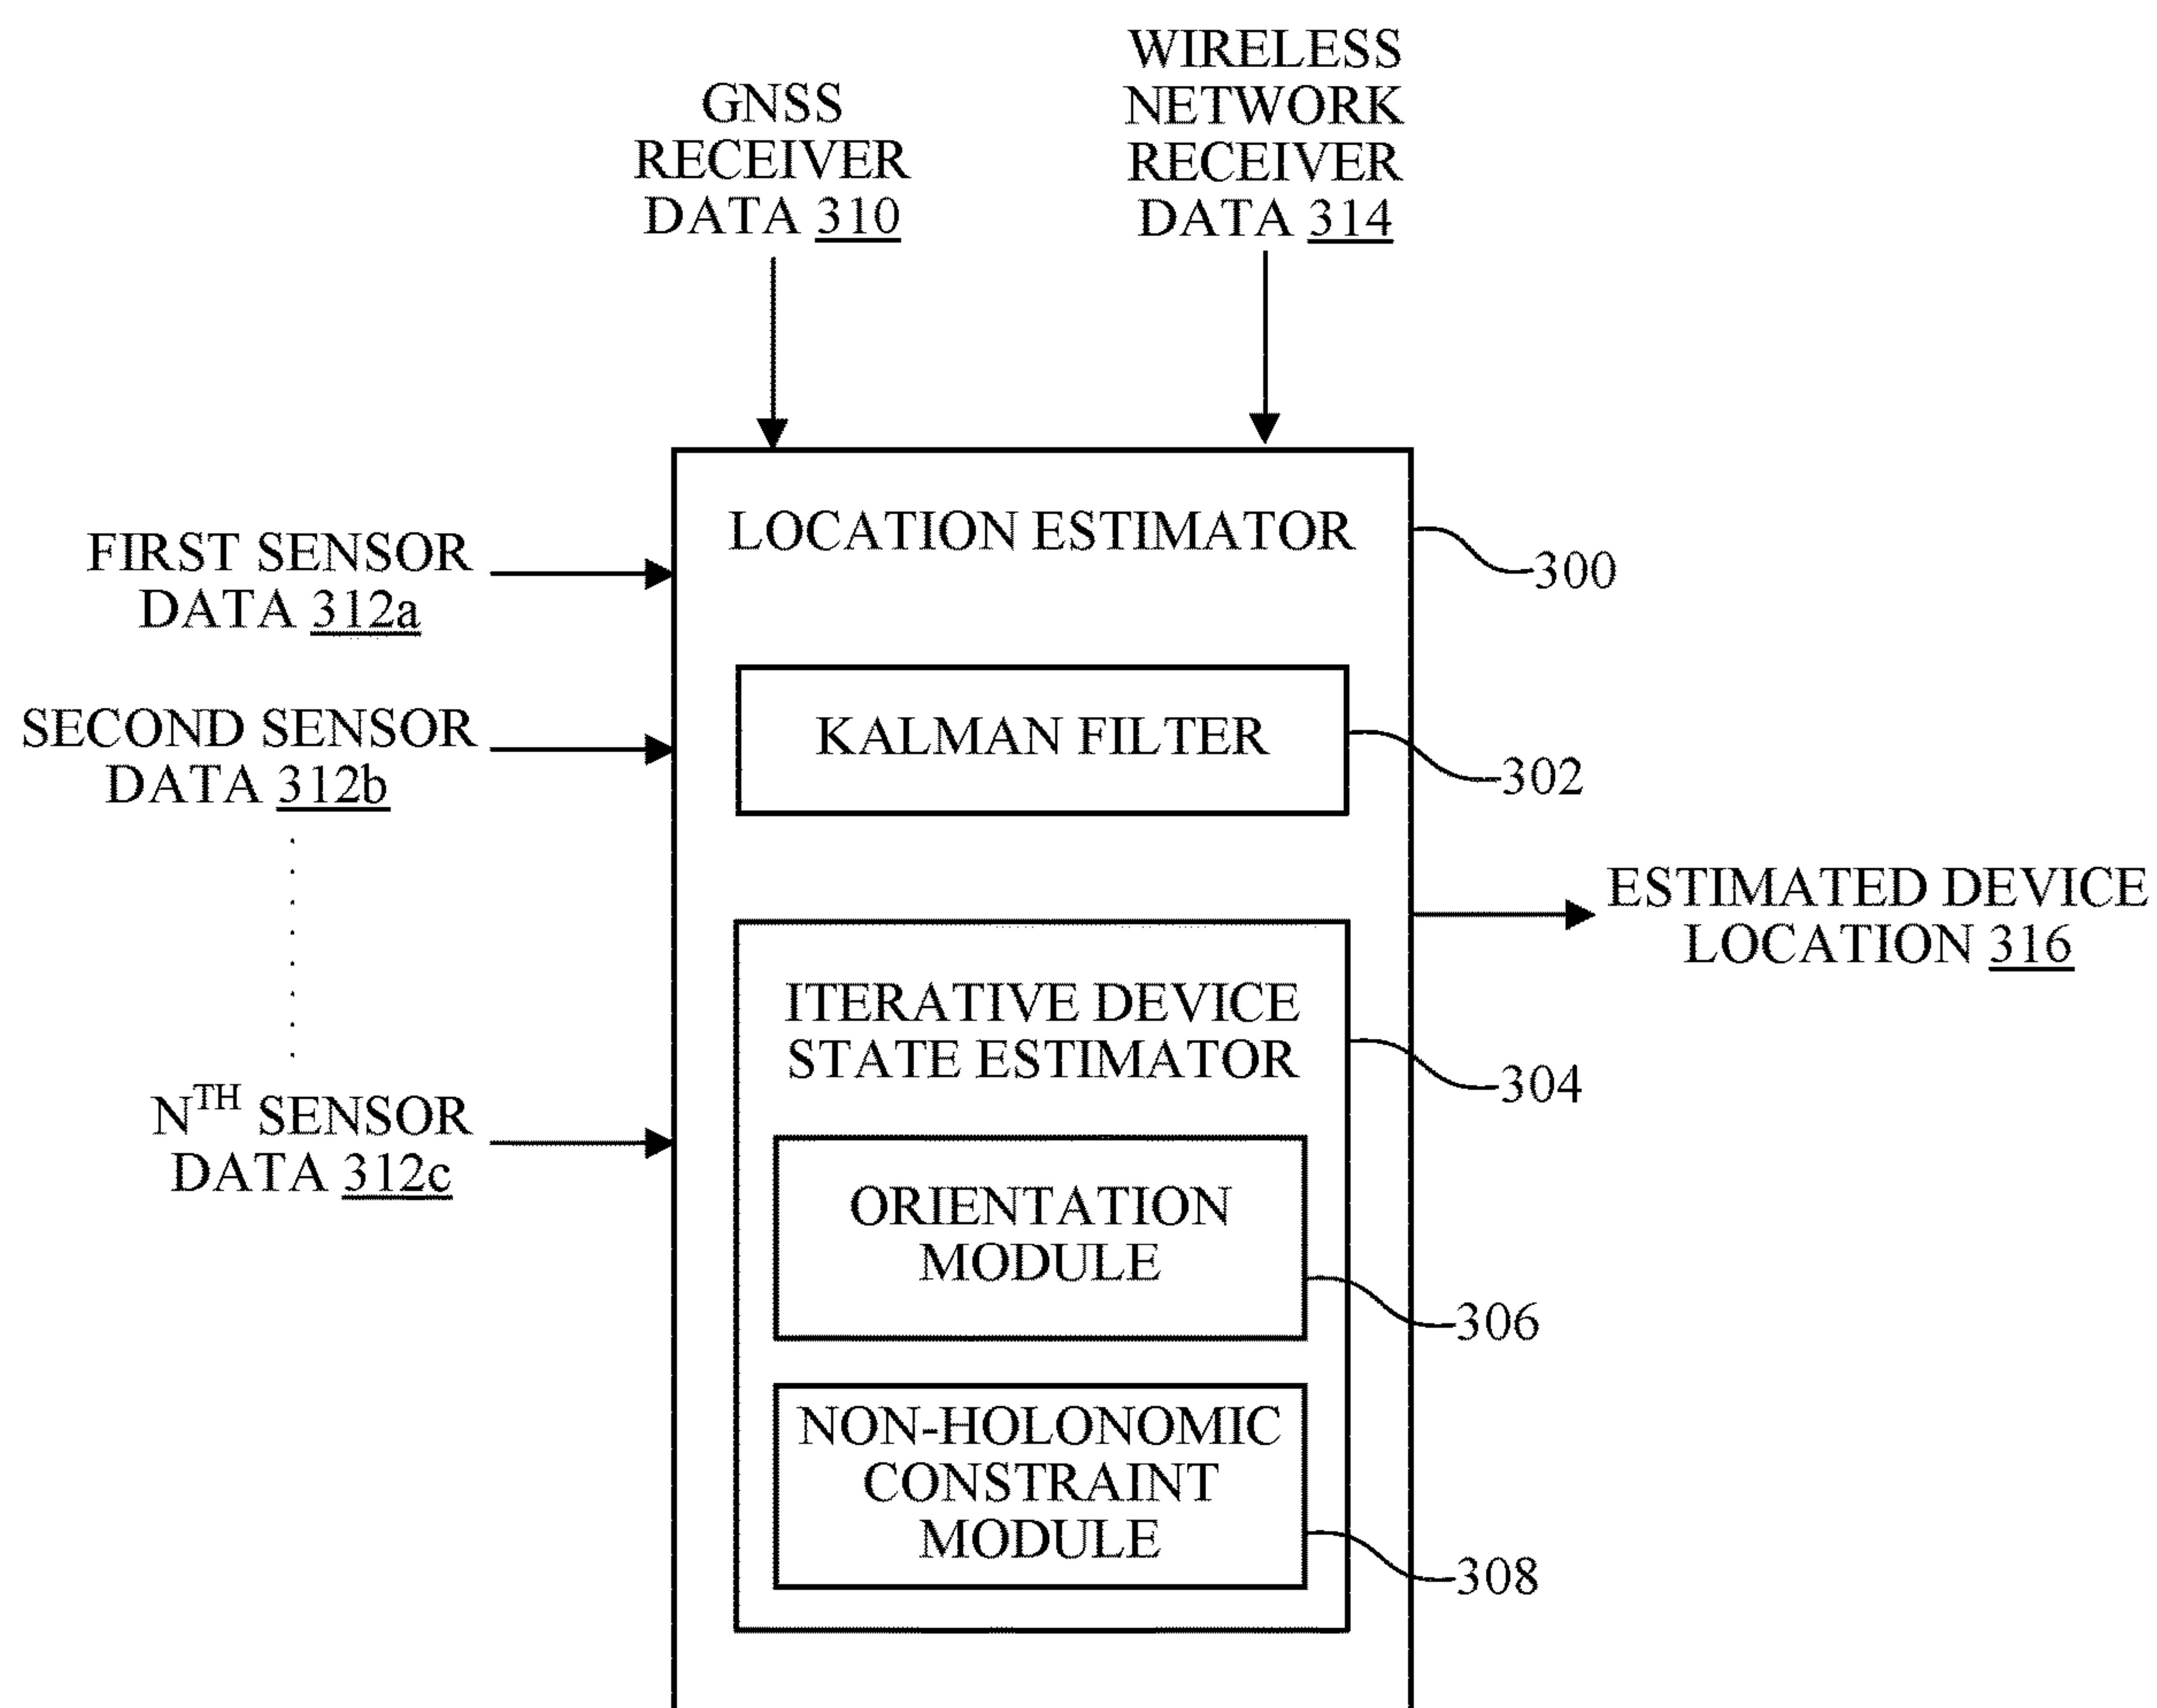 GNSS
RECEIVER
DATA 310
WIRELESS
NETWORK
RECEIVER
DATA 314
FIRST SENSOR
DATA 312a
SECOND SENSOR
DATA 312b
N^TH SENSOR
DATA 312c
LOCATION ESTIMATOR
300
KALMAN FILTER
302
ITERATIVE DEVICE
STATE ESTIMATOR
304
ORIENTATION
MODULE
306
NON-HOLONOMIC
CONSTRAINT
MODULE
308
ESTIMATED DEVICE
LOCATION 316